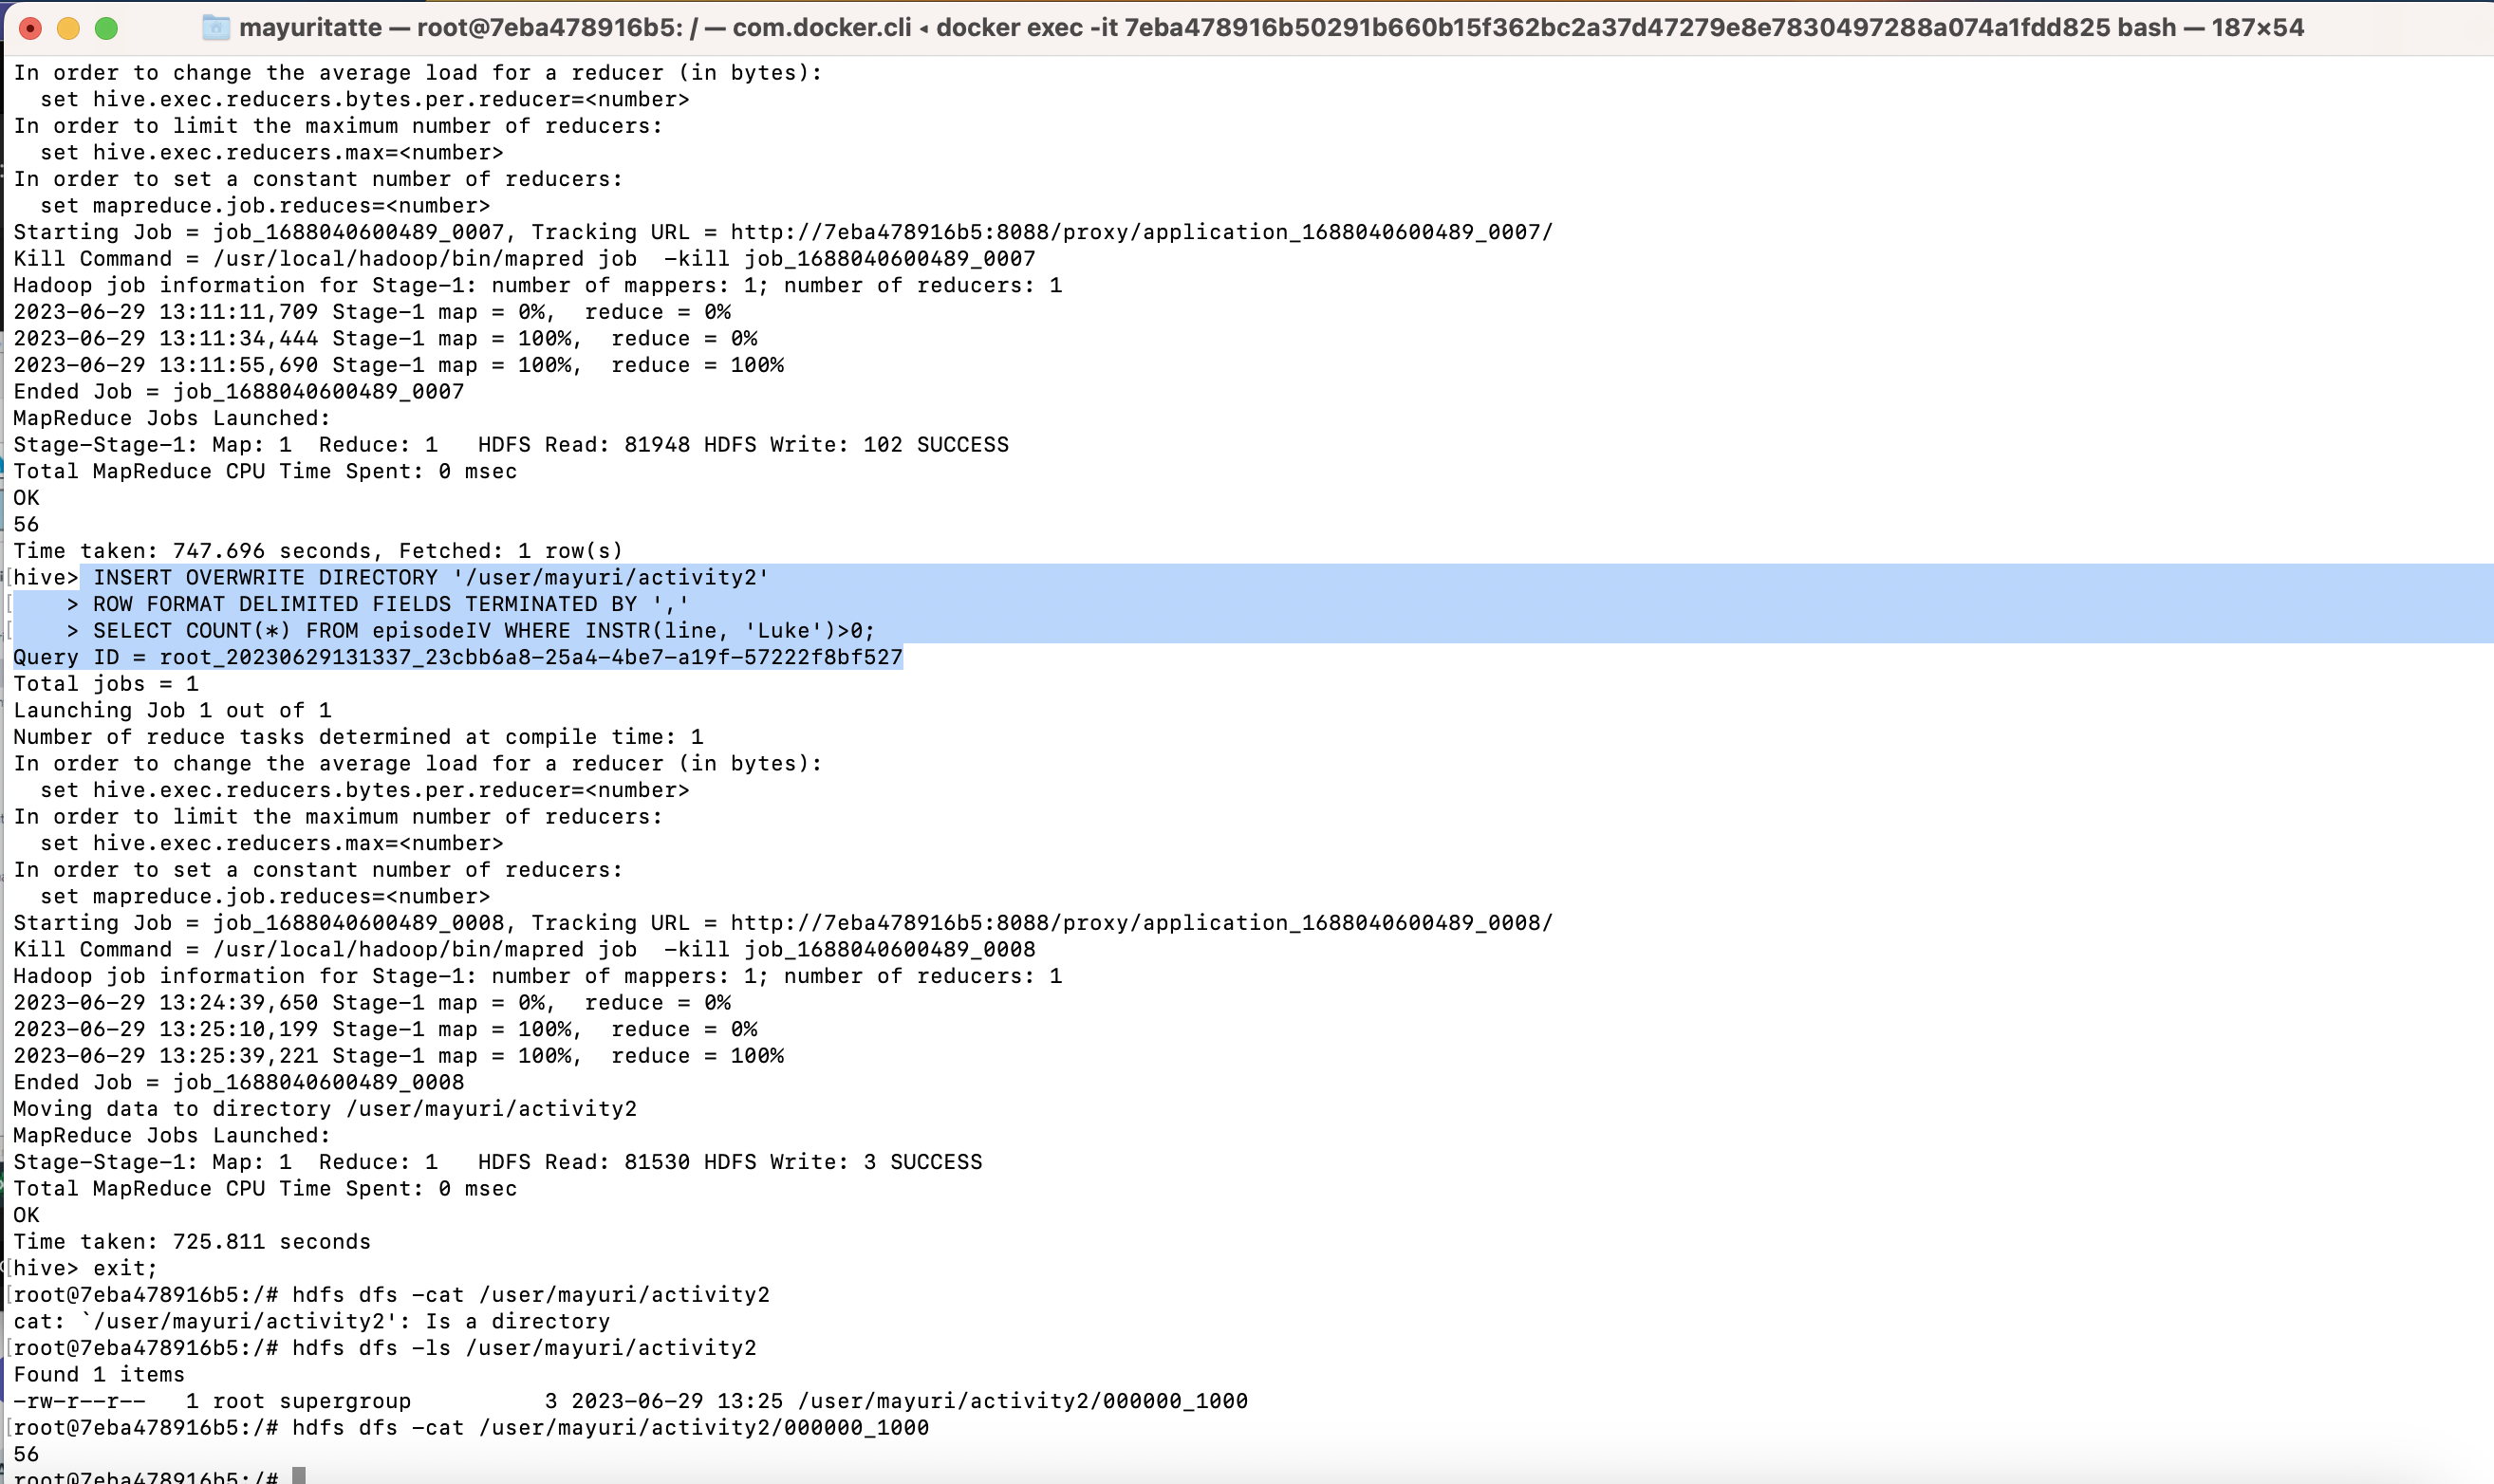 mayuritatte — root@7eba478916b5: / — com.docker.cli ◂ docker exec -it 7eba478916b50291b660b15f362bc2a37d47279e8e7830497288a074a1fdd825 bash — 187×54
In order to change the average load for a reducer (in bytes):
  set hive.exec.reducers.bytes.per.reducer=<number>
In order to limit the maximum number of reducers:
  set hive.exec.reducers.max=<number>
In order to set a constant number of reducers:
  set mapreduce.job.reduces=<number>
Starting Job = job_1688040600489_0007, Tracking URL = http://7eba478916b5:8088/proxy/application_1688040600489_0007/
Kill Command = /usr/local/hadoop/bin/mapred job  -kill job_1688040600489_0007
Hadoop job information for Stage-1: number of mappers: 1; number of reducers: 1
2023-06-29 13:11:11,709 Stage-1 map = 0%,  reduce = 0%
2023-06-29 13:11:34,444 Stage-1 map = 100%,  reduce = 0%
2023-06-29 13:11:55,690 Stage-1 map = 100%,  reduce = 100%
Ended Job = job_1688040600489_0007
MapReduce Jobs Launched:
Stage-Stage-1: Map: 1  Reduce: 1   HDFS Read: 81948 HDFS Write: 102 SUCCESS
Total MapReduce CPU Time Spent: 0 msec
OK
56
Time taken: 747.696 seconds, Fetched: 1 row(s)
hive> INSERT OVERWRITE DIRECTORY '/user/mayuri/activity2'
    > ROW FORMAT DELIMITED FIELDS TERMINATED BY ','
    > SELECT COUNT(*) FROM episodeIV WHERE INSTR(line, 'Luke')>0;
Query ID = root_20230629131337_23cbb6a8-25a4-4be7-a19f-57222f8bf527
Total jobs = 1
Launching Job 1 out of 1
Number of reduce tasks determined at compile time: 1
In order to change the average load for a reducer (in bytes):
  set hive.exec.reducers.bytes.per.reducer=<number>
In order to limit the maximum number of reducers:
  set hive.exec.reducers.max=<number>
In order to set a constant number of reducers:
  set mapreduce.job.reduces=<number>
Starting Job = job_1688040600489_0008, Tracking URL = http://7eba478916b5:8088/proxy/application_1688040600489_0008/
Kill Command = /usr/local/hadoop/bin/mapred job  -kill job_1688040600489_0008
Hadoop job information for Stage-1: number of mappers: 1; number of reducers: 1
2023-06-29 13:24:39,650 Stage-1 map = 0%,  reduce = 0%
2023-06-29 13:25:10,199 Stage-1 map = 100%,  reduce = 0%
2023-06-29 13:25:39,221 Stage-1 map = 100%,  reduce = 100%
Ended Job = job_1688040600489_0008
Moving data to directory /user/mayuri/activity2
MapReduce Jobs Launched:
Stage-Stage-1: Map: 1  Reduce: 1   HDFS Read: 81530 HDFS Write: 3 SUCCESS
Total MapReduce CPU Time Spent: 0 msec
OK
Time taken: 725.811 seconds
hive> exit;
root@7eba478916b5:/# hdfs dfs -cat /user/mayuri/activity2
cat: `/user/mayuri/activity2': Is a directory
root@7eba478916b5:/# hdfs dfs -ls /user/mayuri/activity2
Found 1 items
-rw-r--r--   1 root supergroup          3 2023-06-29 13:25 /user/mayuri/activity2/000000_1000
root@7eba478916b5:/# hdfs dfs -cat /user/mayuri/activity2/000000_1000
56
root@7eba478916b5:/#